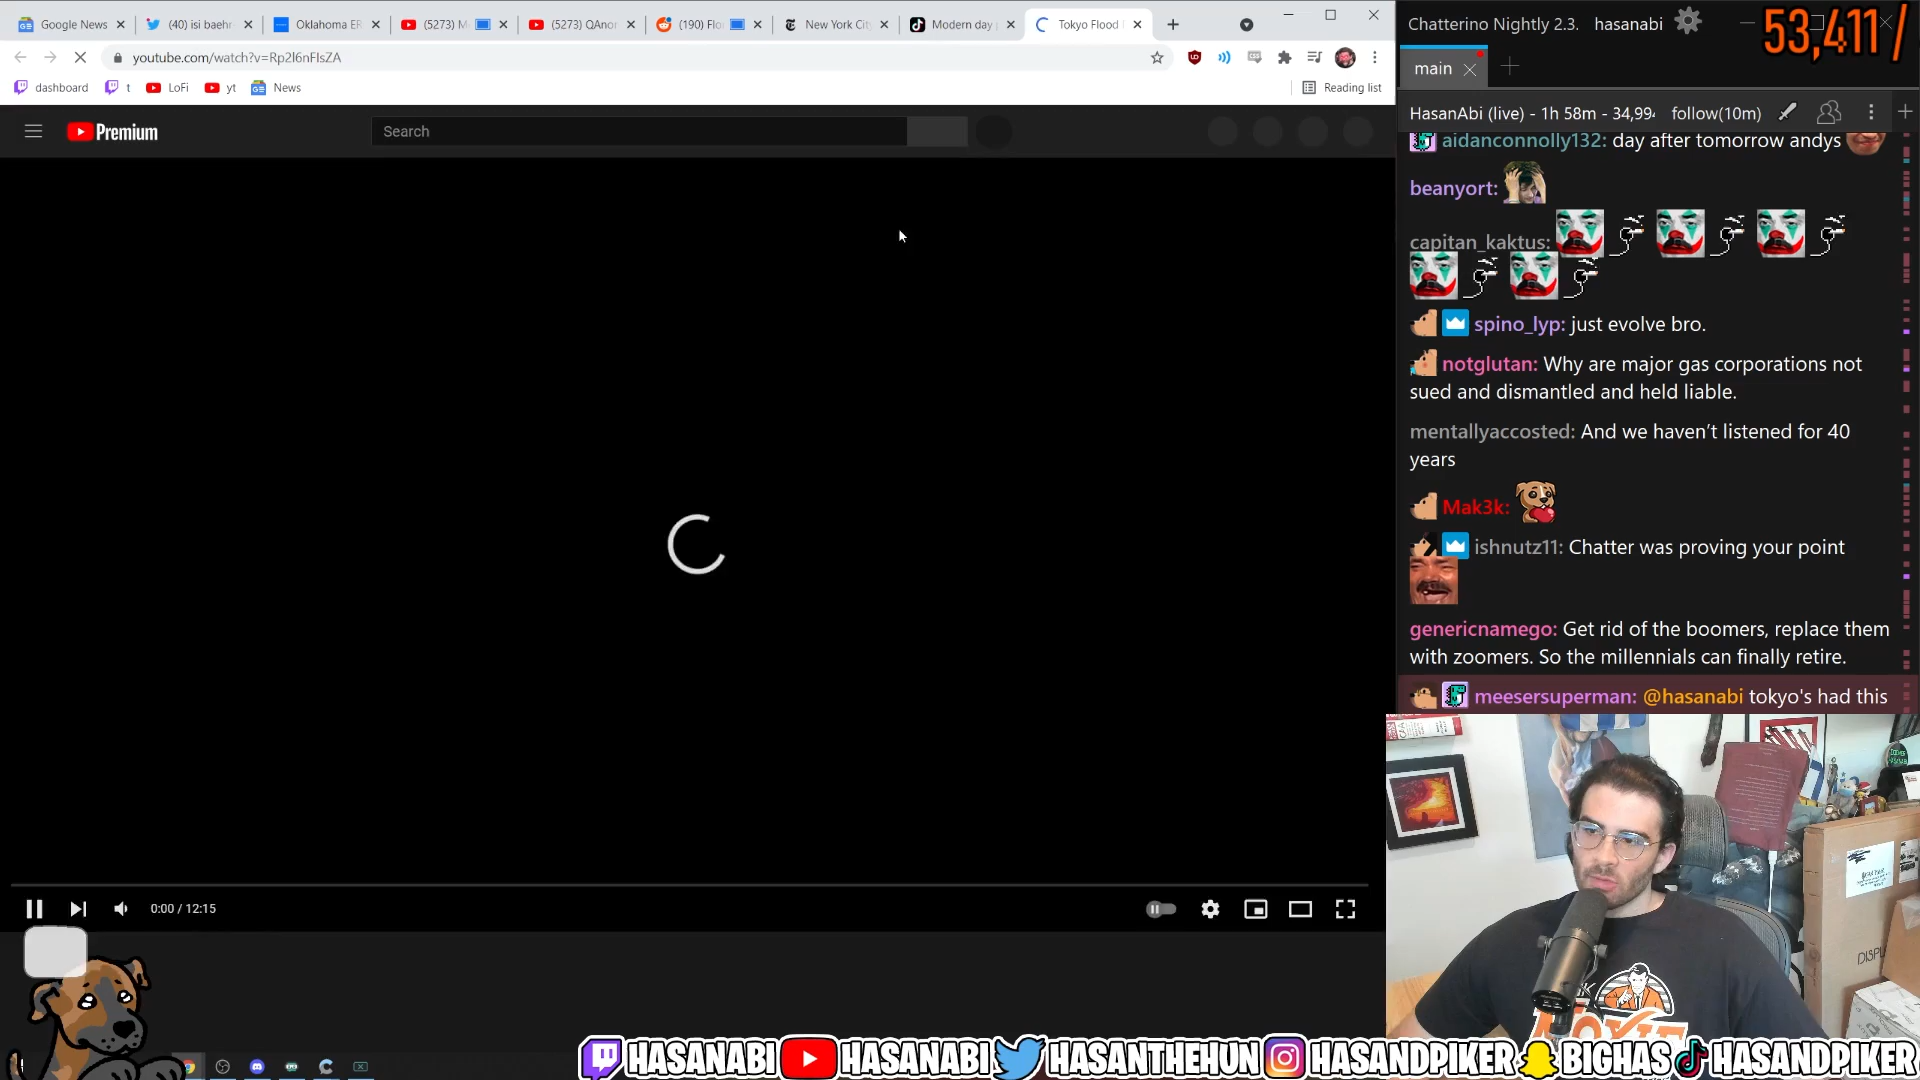 Google News
(40) isi baehr
Oklahoma ER
(5273) M
(5273) QAnor
(190) Flo
New York City
Modern day
Tokyo Flood
youtube.com/watch?v=Rp2I6nFIsZA
dashboard
t
LoFi
yt
News
Reading list
Premium
Search
0:00 / 12:15
Chatterino Nightly 2.3.
hasanabi
53,411 /
main
HasanAbi (live) - 1h 58m - 34,994
follow(10m)
aidanconnolly132: day after tomorrow andys
beanyort:
capitan_kaktus:
spino_lyp: just evolve bro.
notglutan: Why are major gas corporations not
sued and dismantled and held liable.
mentallyaccosted: And we haven't listened for 40
years
Mak3k:
ishnutz11: Chatter was proving your point
genericnamego: Get rid of the boomers, replace them
with zoomers. So the millennials can finally retire.
meesersuperman: @hasanabi tokyo's had this
HASANABI
HASANABI
HASANTHEHUN
HASANDPIKER
BIGHAS
HASANDPIKER